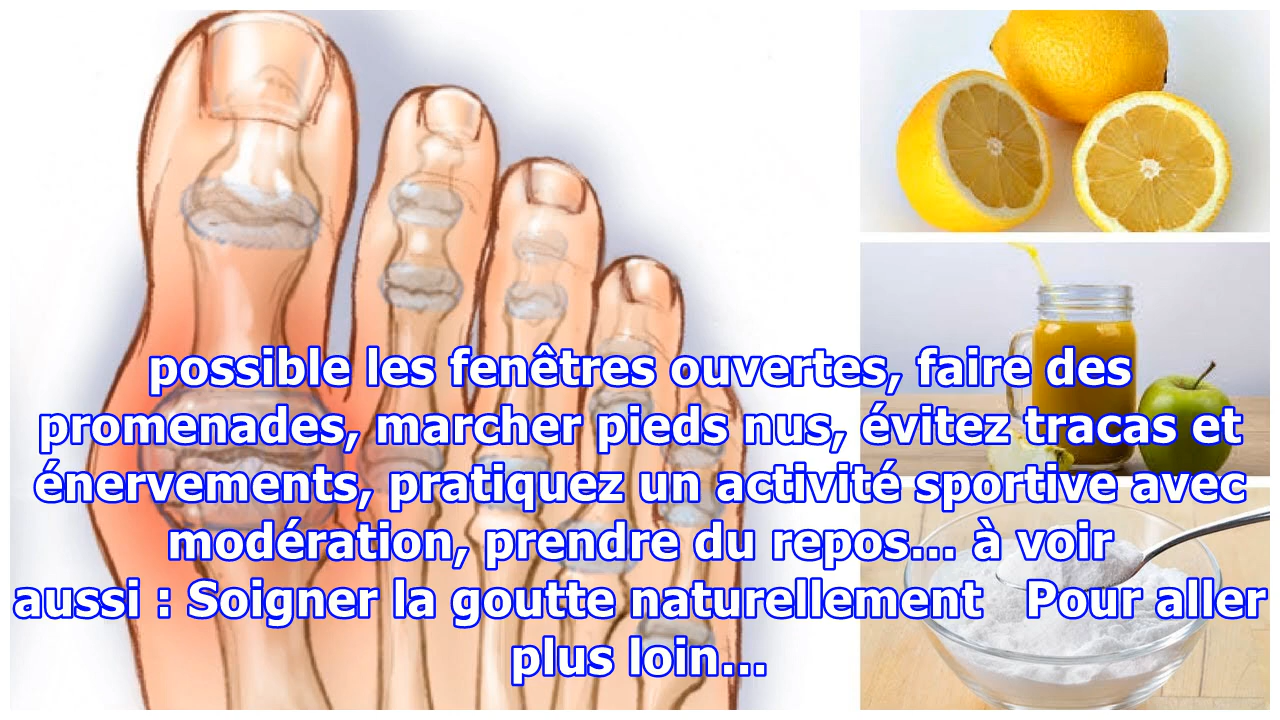 possible les fenêtres ouvertes, faire des
promenades, marcher pieds nus, évitez tracas et
énervements, pratiquez un activité sportive avec
modération, prendre du repos... à voir
aussi : Soigner la goutte naturellement   Pour aller
plus loin...